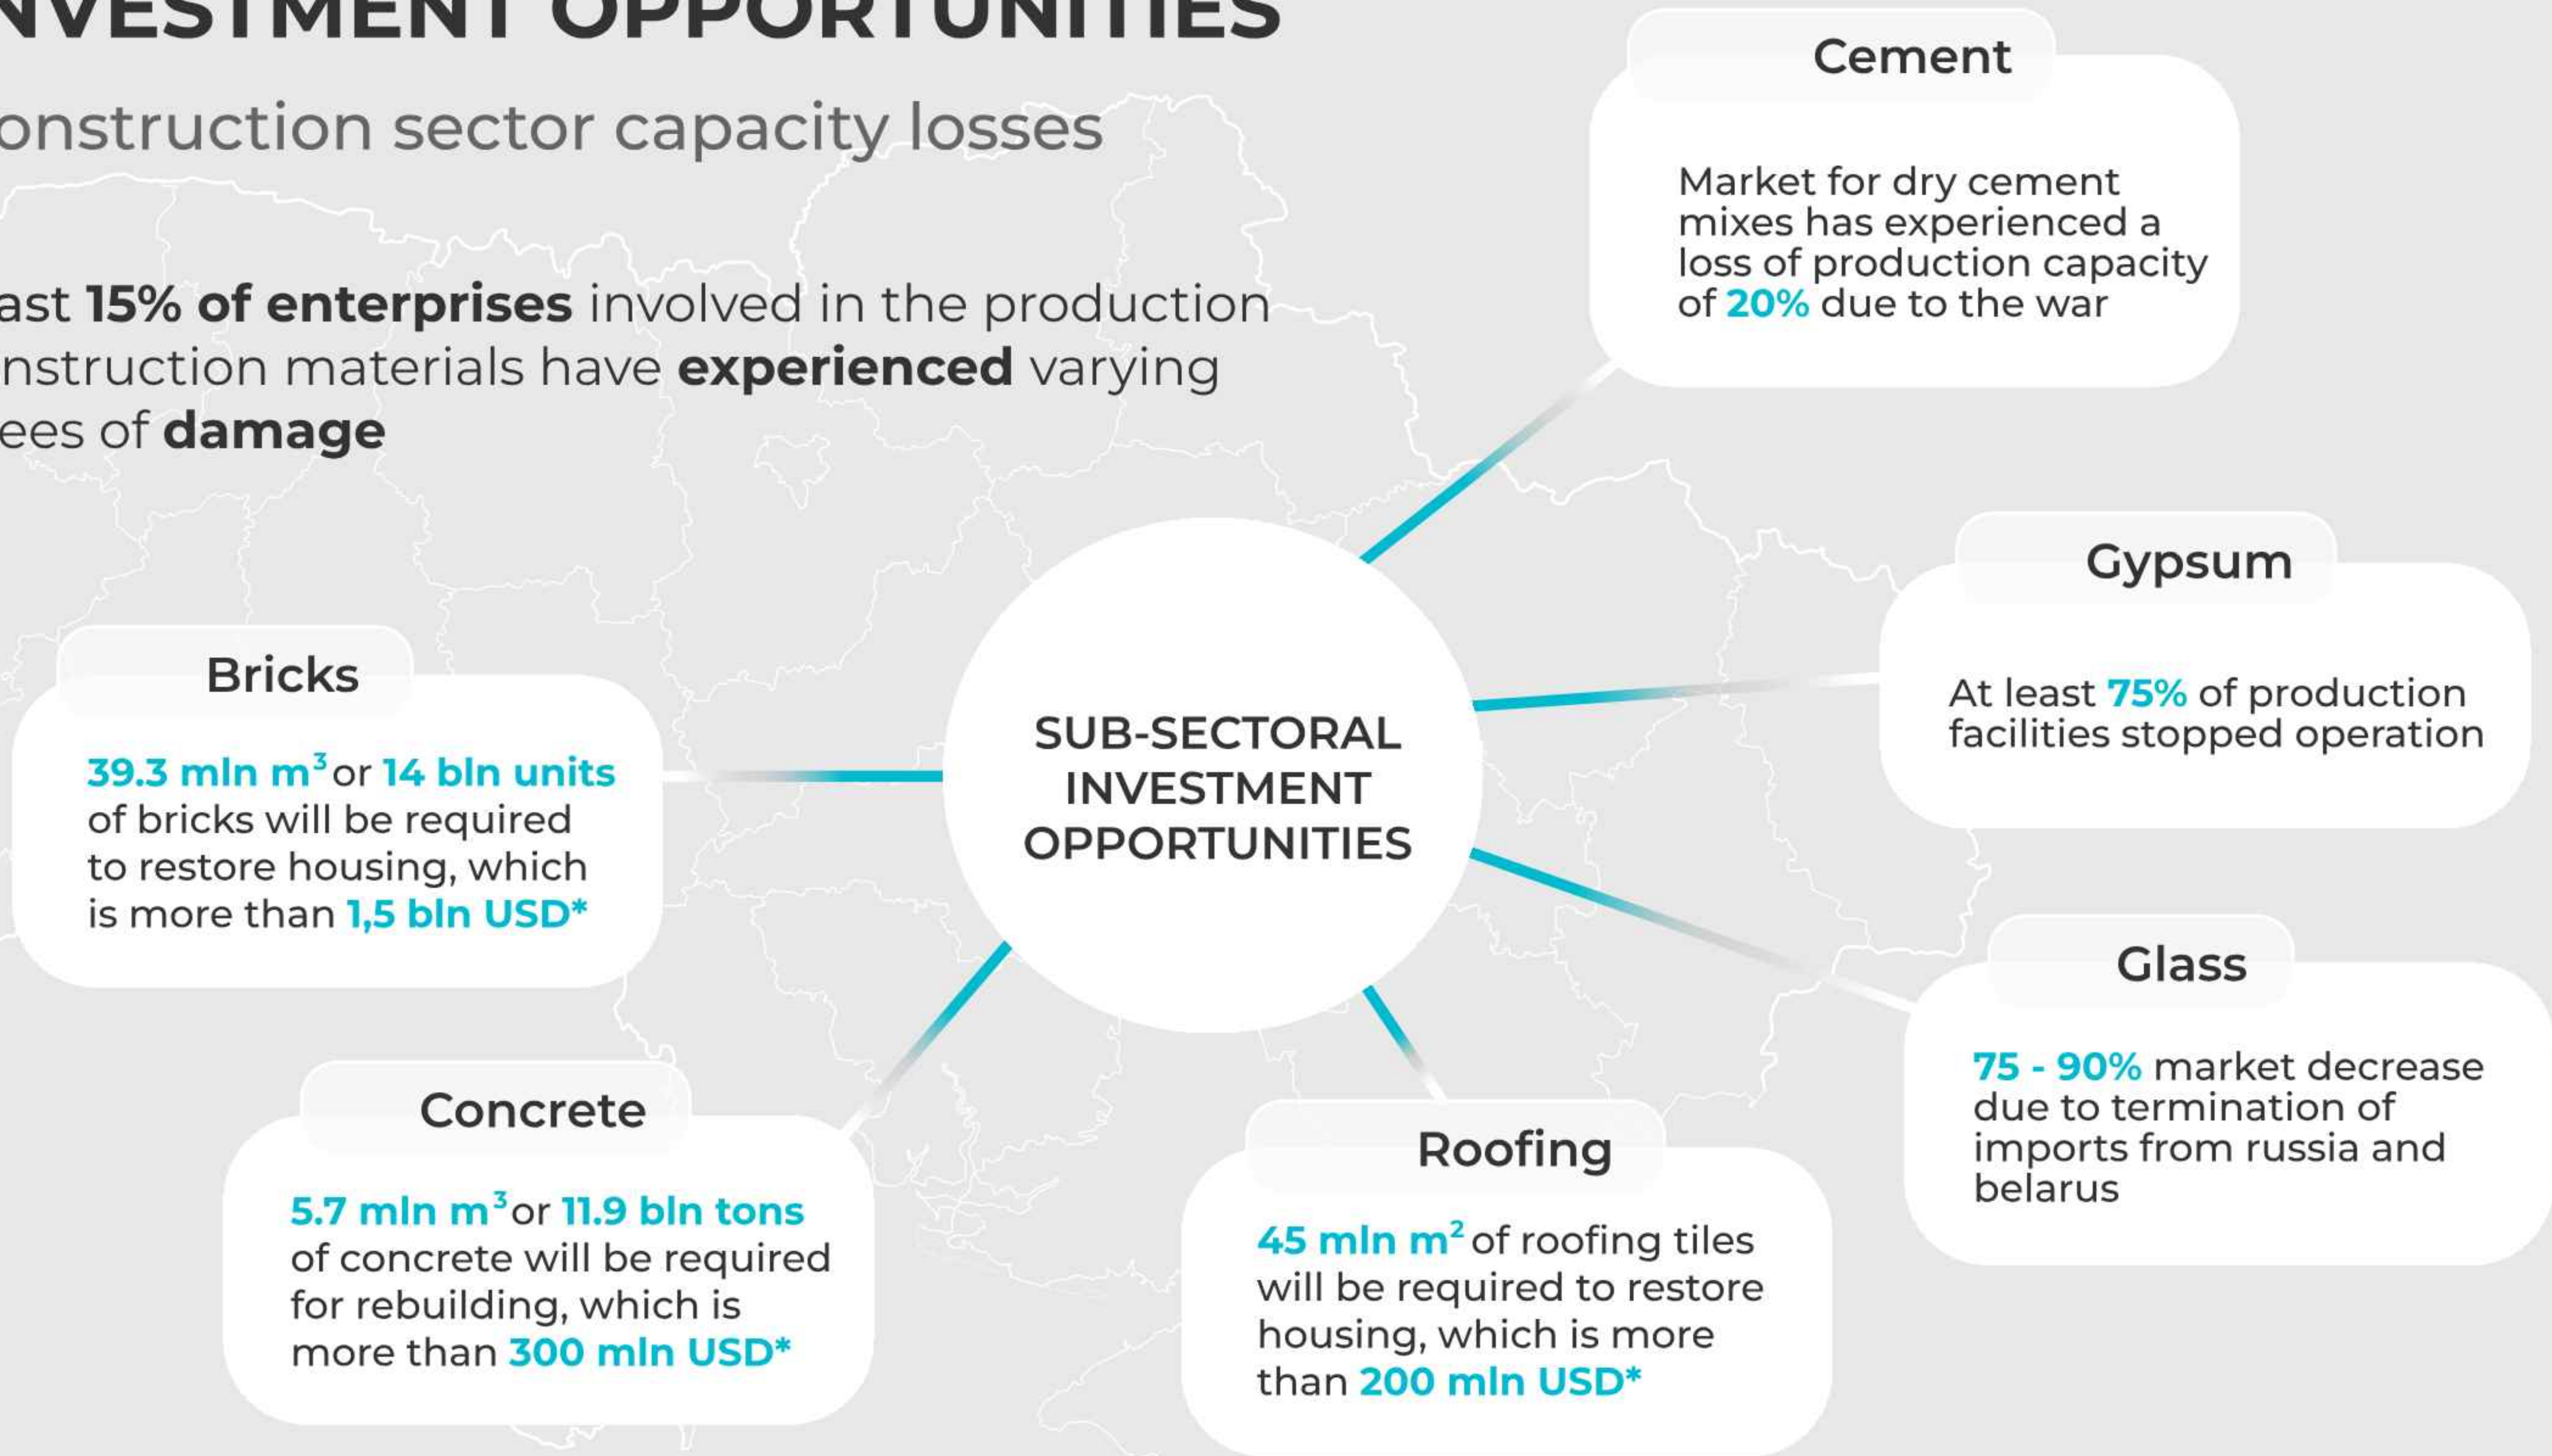 NVESTMENT OPPORTUNITIES
onstruction sector capacity losses
ast 15% of enterprises involved in the production
nstruction materials have experienced varying
ees of damage
Cement
Market for dry cement
mixes has experienced a
loss of production capacity
of 20% due to the war
Gypsum
At least 75% of production
facilities stopped operation
Bricks
39.3 mln m³ or 14 bln units
of bricks will be required
to restore housing, which
is more than 1,5 bln USD*
SUB-SECTORAL
INVESTMENT
OPPORTUNITIES
Glass
75 - 90% market decrease
due to termination of
imports from russia and
belarus
Concrete
5.7 mln m³ or 11.9 bln tons
of concrete will be required
for rebuilding, which is
more than 300 mln USD*
Roofing
45 mln m² of roofing tiles
will be required to restore
housing, which is more
than 200 mln USD*